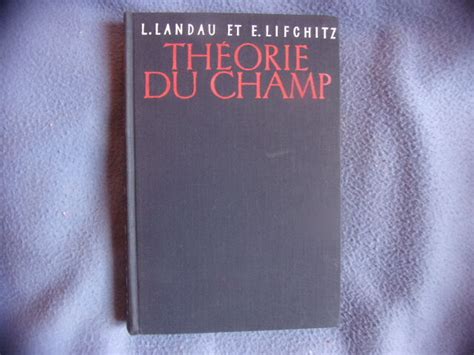 L.LANDAU ET E.LIFCHITZ
THÉORIE
DU CHAMP